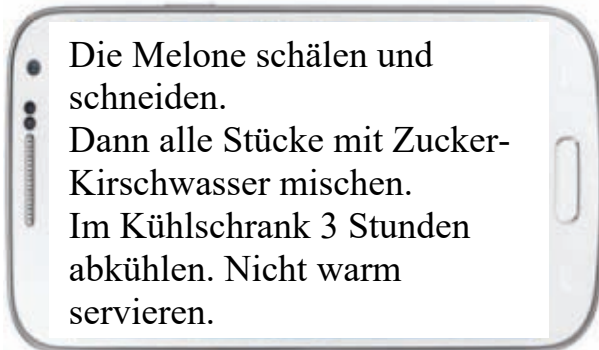 Die Melone schälen und
schneiden.
Dann alle Stücke mit Zucker-
Kirschwasser mischen.
Im Kühlschrank 3 Stunden
abkühlen. Nicht warm
servieren.